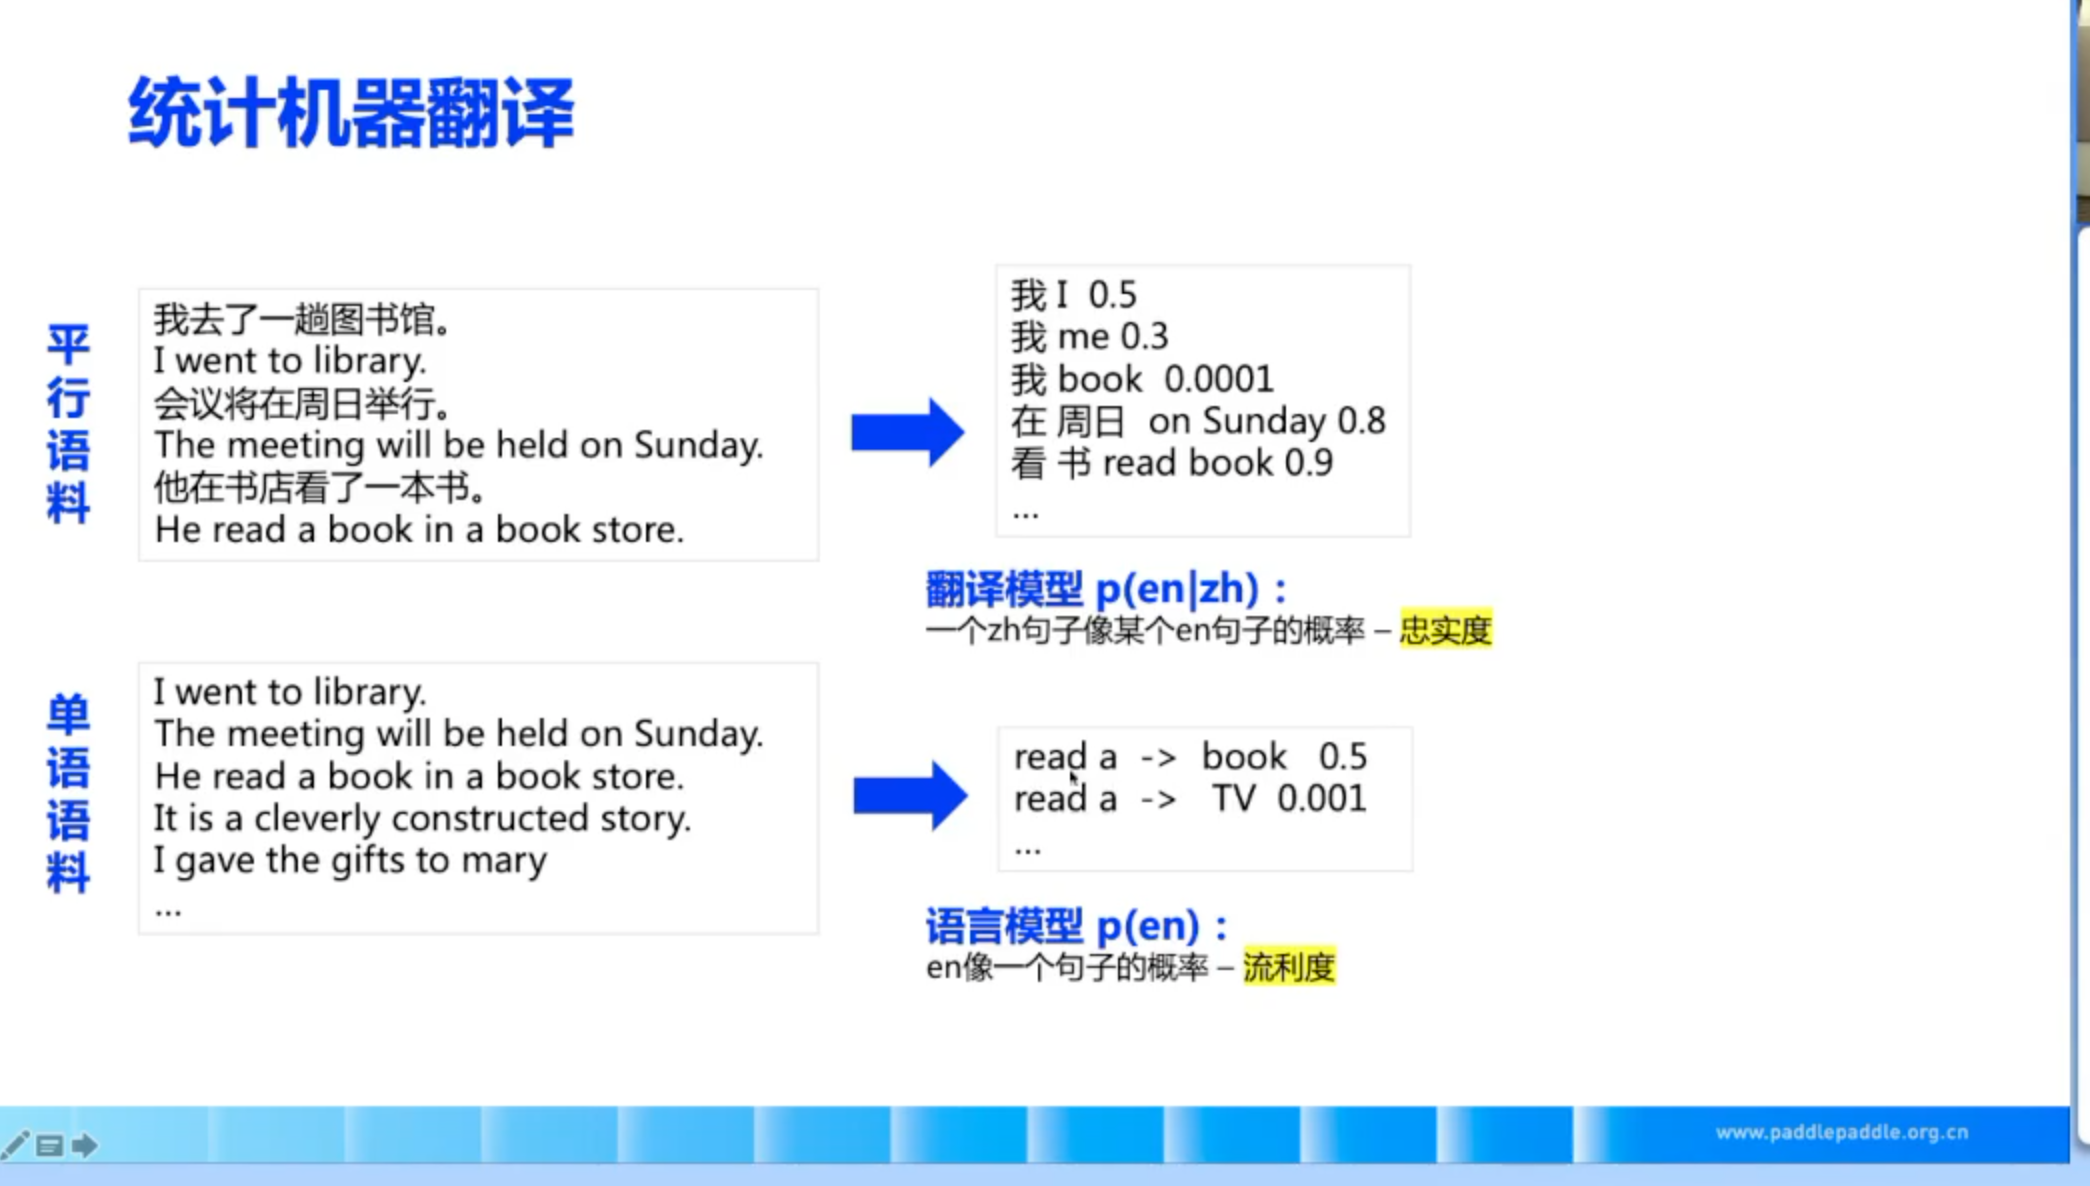 统计机器翻译
平行语料
我去了一趟图书馆。
I went to library.
会议将在周日举行。
The meeting will be held on Sunday.
他在书店看了一本书。
He read a book in a book store.
我 I 0.5
我 me 0.3
我 book 0.0001
在 周日 on Sunday 0.8
看 书 read book 0.9
...
翻译模型 p(en|zh)：
一个zh句子像某个en句子的概率 – 忠实度
单语语料
I went to library.
The meeting will be held on Sunday.
He read a book in a book store.
It is a cleverly constructed story.
I gave the gifts to mary
...
read a -> book 0.5
read a -> TV 0.001
...
语言模型 p(en)：
en像一个句子的概率 – 流利度
www.paddlepaddle.org.cn